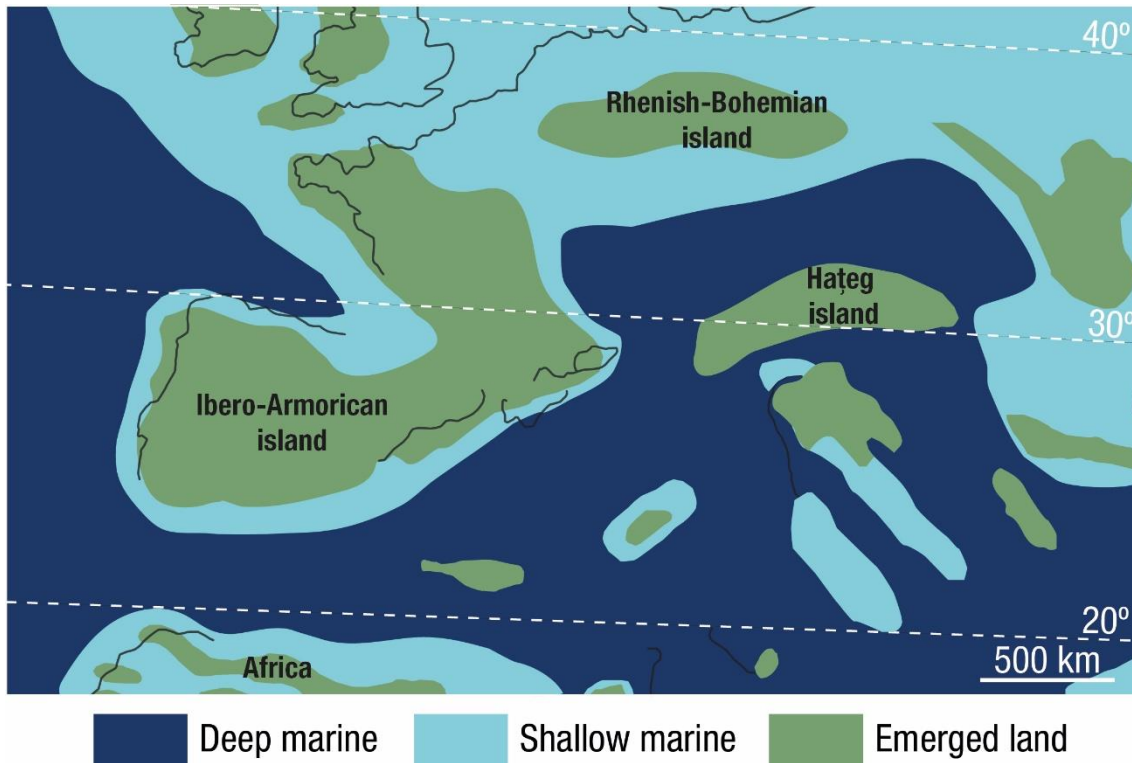 40º
Rhenish-Bohemian
island
Haţeg
island
30º
Ibero-Armorican
island
20º
500 km
Africa
Deep marine
Shallow marine
Emerged land